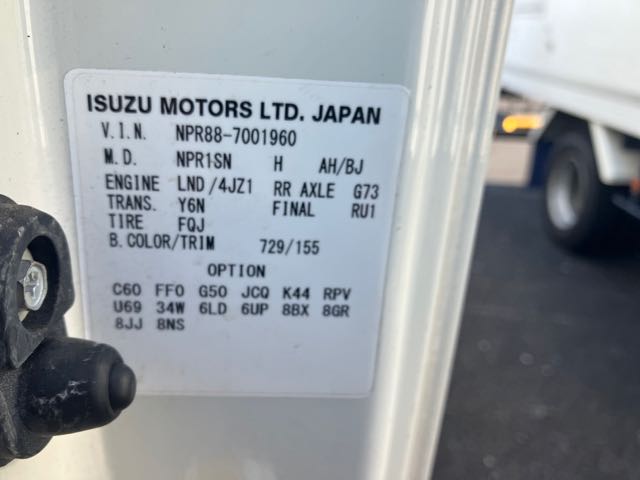 ISUZU MOTORS LTD. JAPAN
V.I.N. NPR88-7001960
M.D. NPR1SN H AH/BJ
ENGINE LND/4JZ1 RR AXLE G73
TRANS. Y6N FINAL RU1
TIRE FQJ
B.COLOR/TRIM 729/155
OPTION
C60 FF0 G50 JCQ K44 RPV
U69 34W 6LD 6UP 8BX 8GR
8JJ 8NS